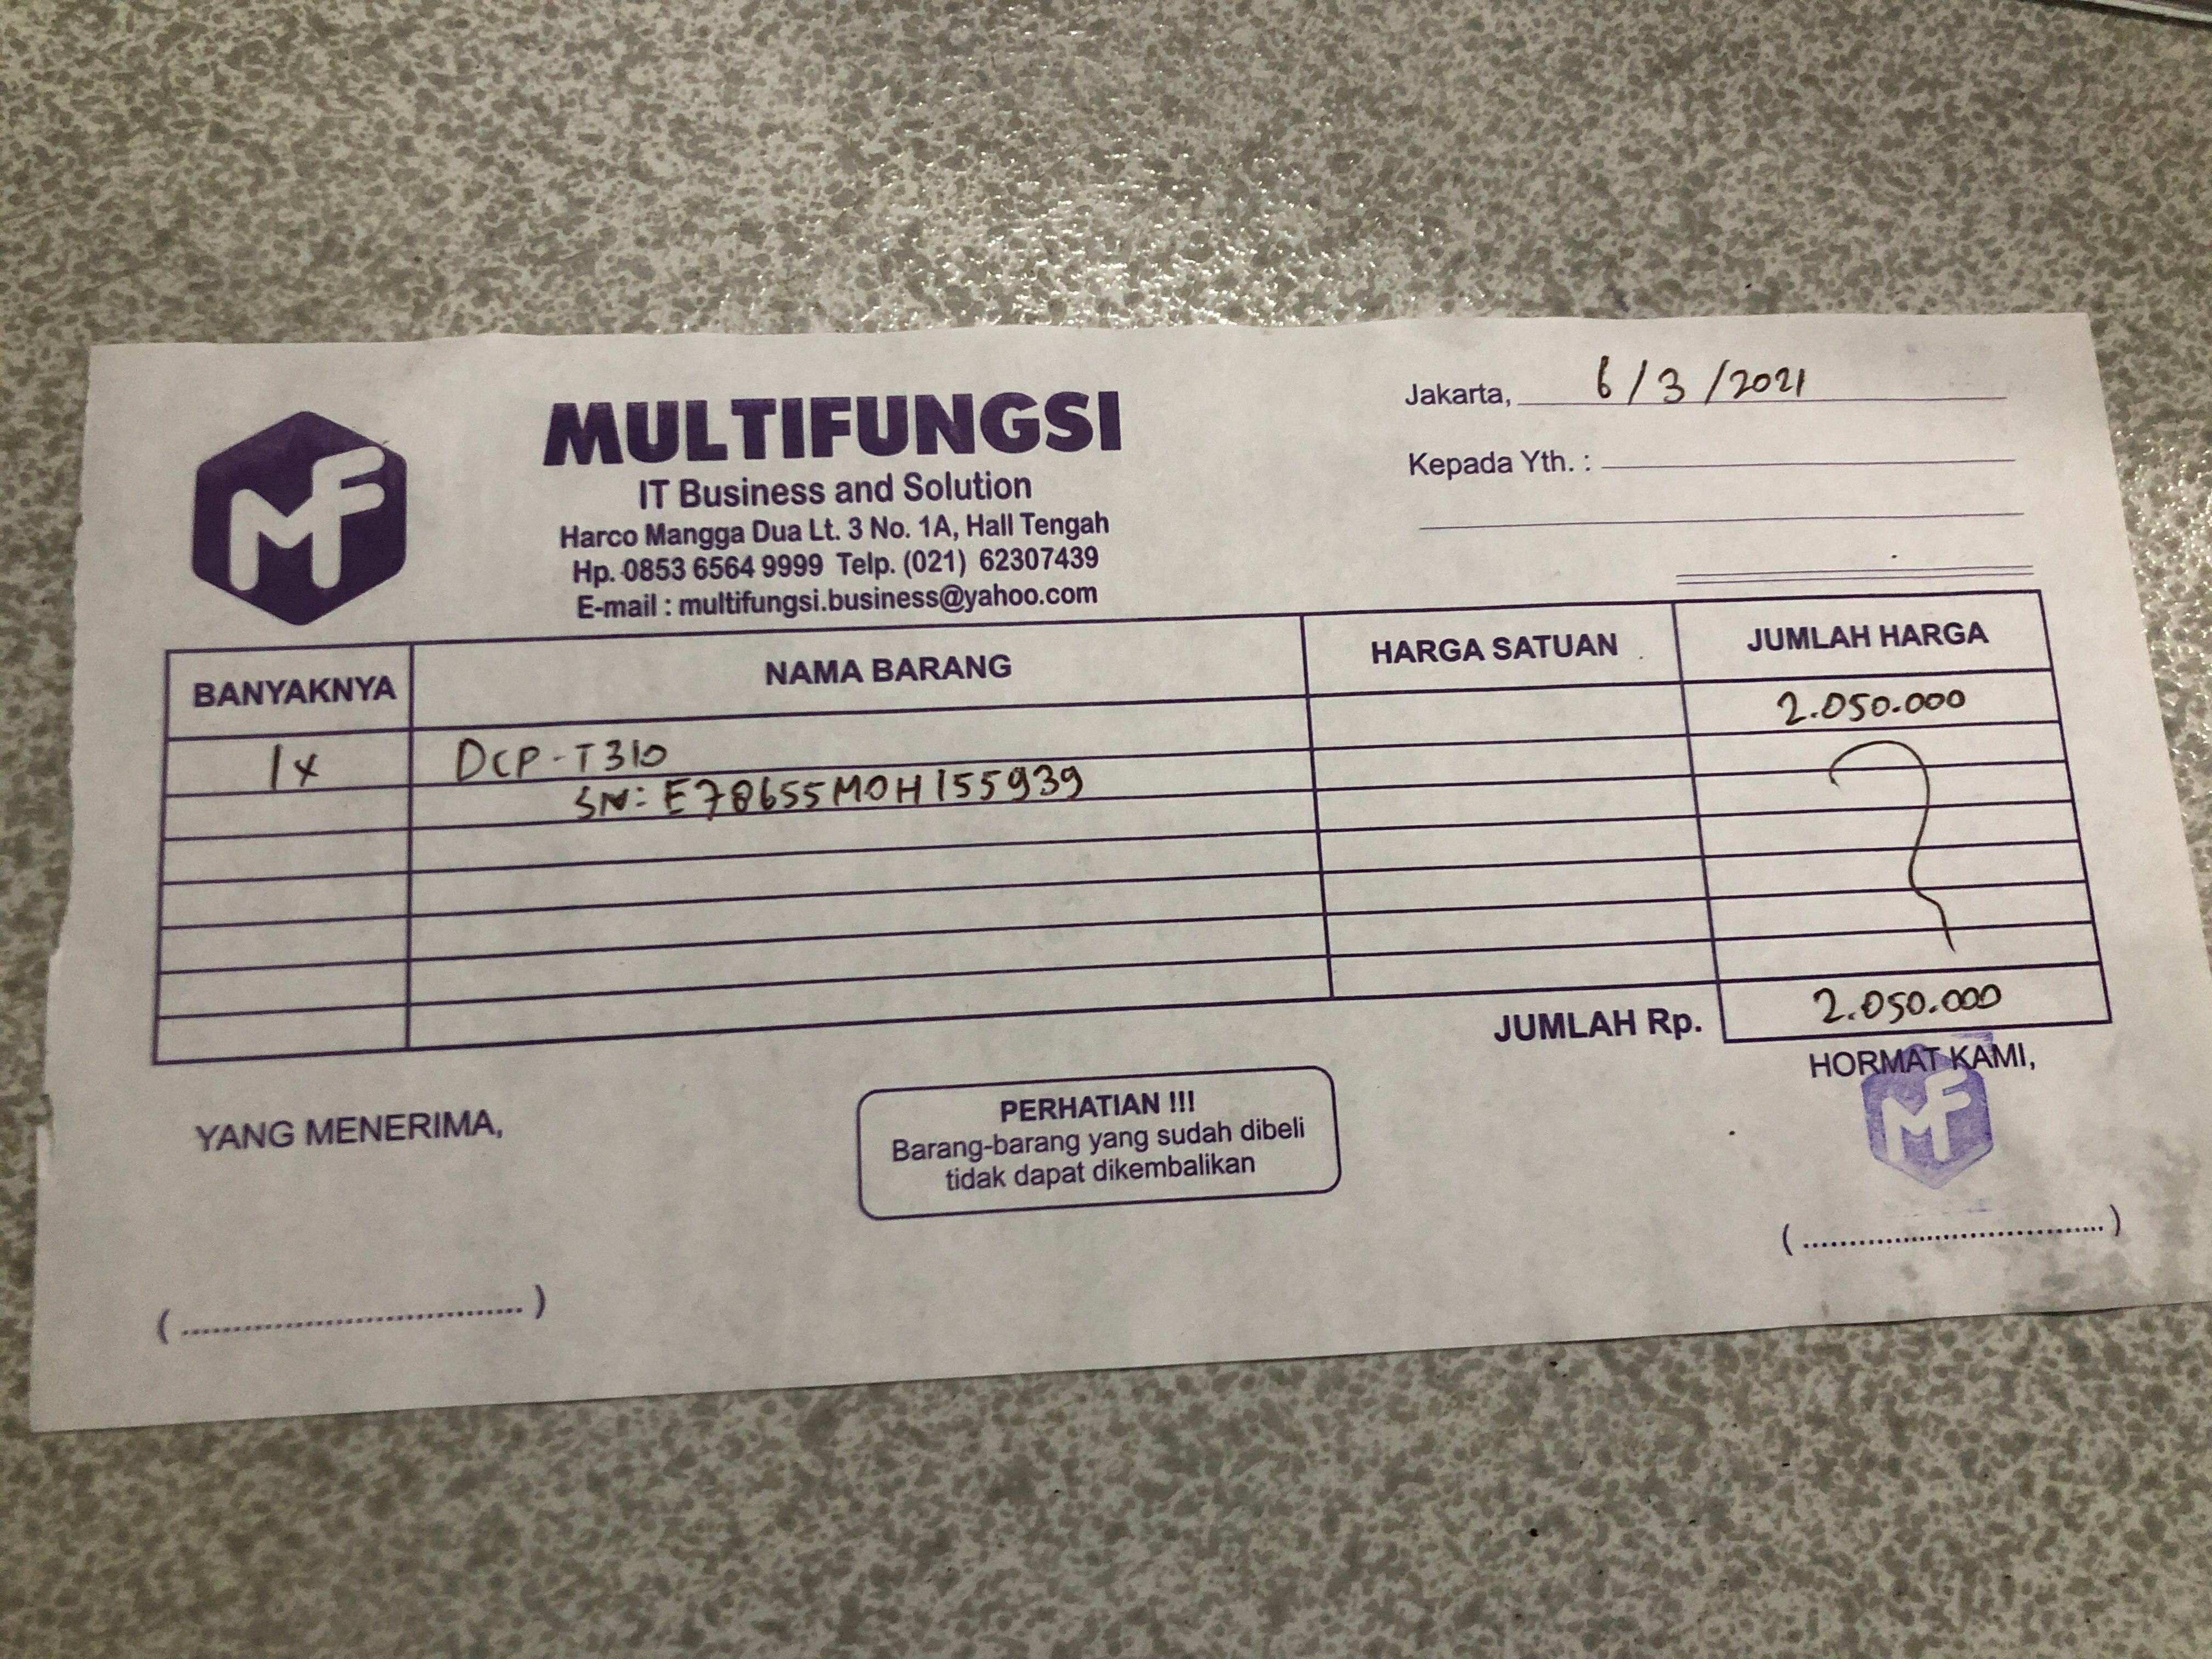 MF
MULTIFUNGSI
IT Business and Solution
Harco Mangga Dua Lt. 3 No. 1A, Hall Tengah
Hp. 0853 6564 9999 Telp. (021) 62307439
E-mail : multifungsi.business@yahoo.com
Jakarta, 6/3/2021
Kepada Yth. :
BANYAKNYA NAMA BARANG HARGA SATUAN JUMLAH HARGA
1x DCP-T310 2.050.000
SN: E78655M0H155939
JUMLAH Rp. 2.050.000
YANG MENERIMA,
PERHATIAN !!!
Barang-barang yang sudah dibeli
tidak dapat dikembalikan
HORMAT KAMI,
MF
(....................................)
(....................................)